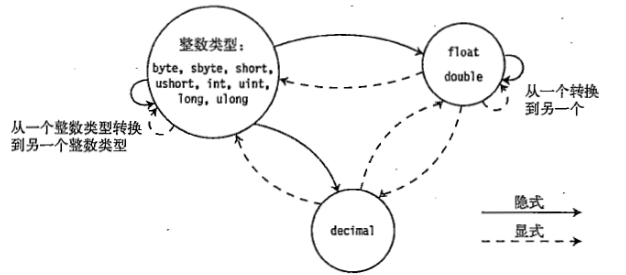 整数类型：
byte, sbyte, short,
ushort, int, uint,
long, ulong
float
double
从一个转换
到另一个
从一个整数类型转换
到另一个整数类型
decimal
隐式
显式